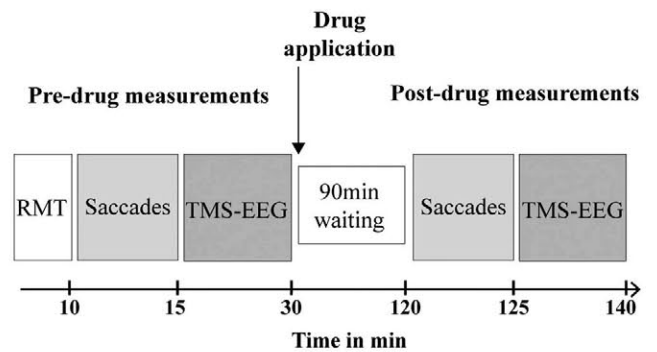 Drug
application
Pre-drug measurements
Post-drug measurements
RMT
Saccades
TMS-EEG
90min
waiting
Saccades
TMS-EEG
10
15
30
120
125
140
Time in min